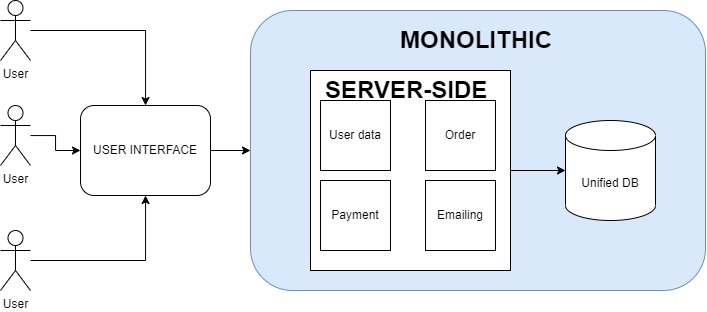 MONOLITHIC
User
SERVER-SIDE
User data
Order
USER INTERFACE
User
Unified DB
Payment
Emailing
User